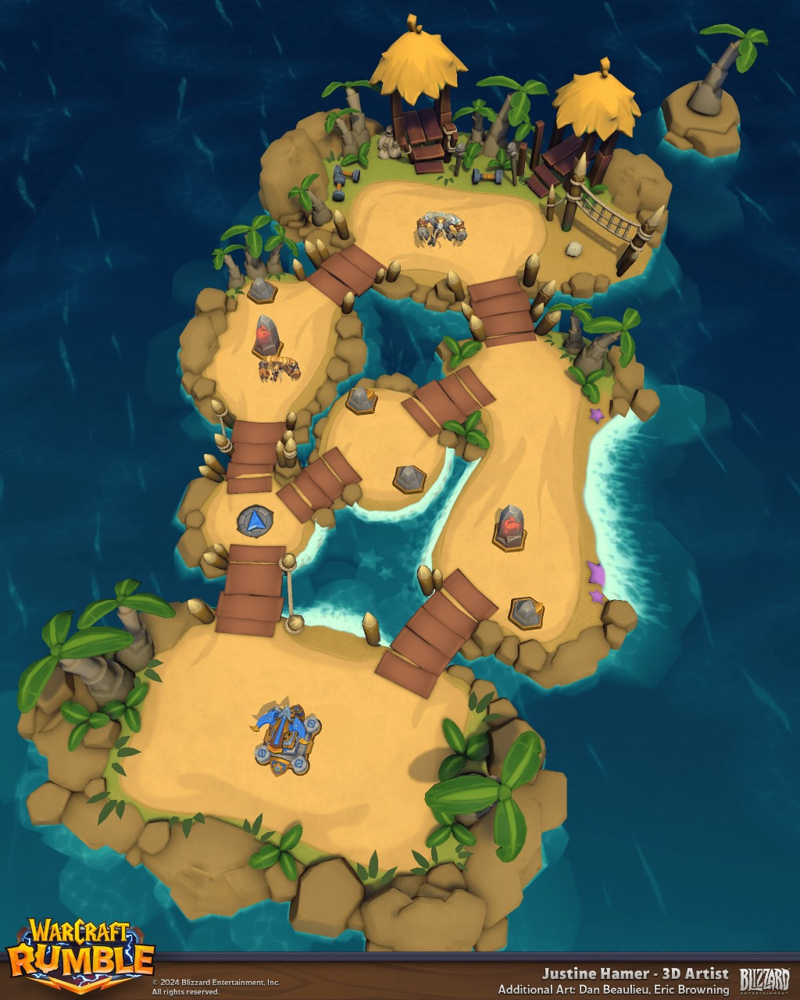 WARCRAFT
RUMBLE
© 2024 Blizzard Entertainment, Inc.
All rights reserved.
Justine Hamer - 3D Artist
Additional Art: Dan Beaulieu, Eric Browning
BLIZZARD
ENTERTAINMENT